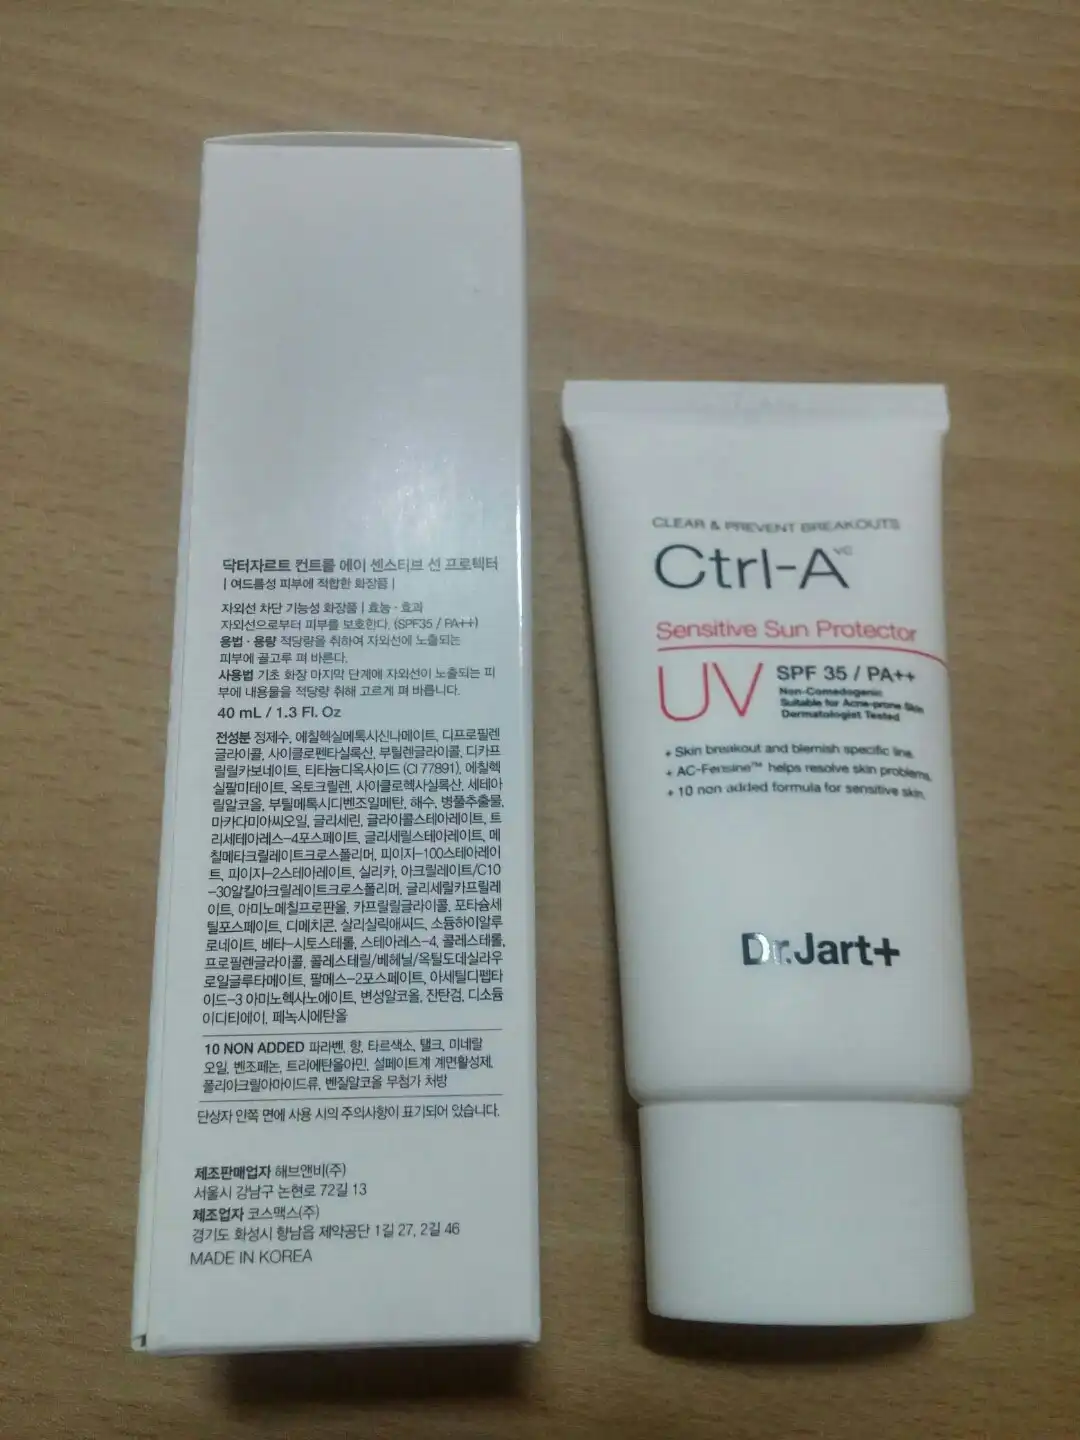 닥터자르트 컨트롤 에이 센스티브 선 프로텍터
| 여드름성 피부에 적합한 화장품 |
자외선 차단 기능성 화장품 | 효능 · 효과
자외선으로부터 피부를 보호한다. (SPF35 / PA++)
용법 · 용량 적당량을 취하여 자외선에 노출되는
피부에 골고루 펴 바른다.
사용법 기초 화장 마지막 단계에 자외선이 노출되는 피
부에 내용물을 적당량 취해 고르게 펴 바릅니다.
40 mL / 1.3 Fl. Oz
전성분 정제수, 에칠헥실메톡시신나메이트, 디프로필렌
글라이콜, 사이클로펜타실록산, 부틸렌글라이콜, 디카프
릴릴카보네이트, 티타늄디옥사이드 (CI 77891), 에칠헥
실팔미테이트, 옥토크릴렌, 사이클로헥사실록산, 세테아
릴알코올, 부틸메톡시디벤조일메탄, 해수, 병풀추출물,
마카다미아씨오일, 글리세린, 글라이콜스테아레이트, 트
리세테아레스-4포스페이트, 글리세릴스테아레이트, 메
칠메타크릴레이트크로스폴리머, 피이지-100스테아레이
트, 피이지-2스테아레이트, 실리카, 아크릴레이트/C10
-30알킬아크릴레이트크로스폴리머, 글리세릴카프릴레
이트, 아미노메칠프로판올, 카프릴릴글라이콜, 포타슘세
틸포스페이트, 디메치콘, 살리실릭애씨드, 소듐하이알루
로네이트, 베타-시토스테롤, 스테아레스-4, 콜레스테롤,
프로필렌글라이콜, 콜레스테릴/베헤닐/옥틸도데실라우
로일글루타메이트, 팔메스-2포스페이트, 아세틸디펩타
이드-3 아미노헥사노에이트, 변성알코올, 잔탄검, 디소듐
이디티에이, 페녹시에탄올
10 NON ADDED 파라벤, 향, 타르색소, 탤크, 미네랄
오일, 벤조페논, 트리에탄올아민, 설페이트계 계면활성제,
폴리아크릴아마이드류, 벤질알코올 무첨가 처방
단상자 안쪽 면에 사용 시의 주의사항이 표기되어 있습니다.
제조판매업자 해브앤비(주)
서울시 강남구 논현로 72길 13
제조업자 코스맥스(주)
경기도 화성시 향남읍 제약공단 1길 27, 2길 46
MADE IN KOREA
CLEAR & PREVENT BREAKOUTS
Ctrl-A
Sensitive Sun Protector
UV SPF 35 / PA++
Non-Comedogenic
Suitable for Acne-prone Skin
Dermatologist Tested
+ Skin breakout and blemish specific line.
+ AC-Fensine™ helps resolve skin problems.
+ 10 non added formula for sensitive skin.
Dr.Jart+